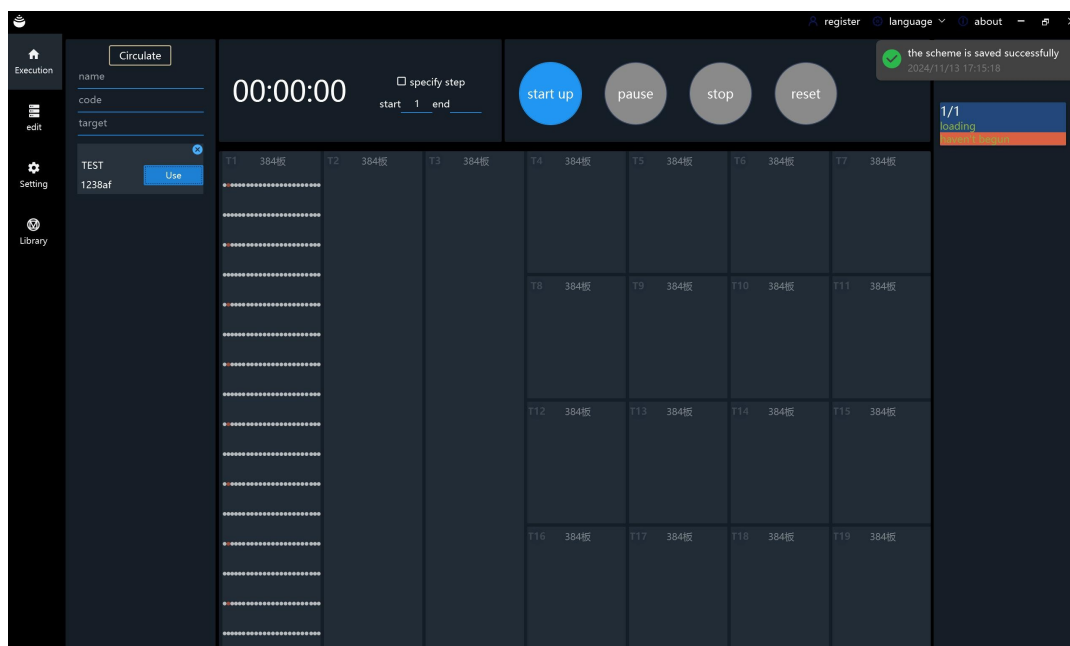 register language about
Execution
edit
Setting
Library
Circulate
name
code
target
TEST
1238af
Use
00:00:00
specify step
start 1 end
start up
pause
stop
reset
the scheme is saved successfully
2024/11/13 17:15:18
1/1
loading
haven't begun
T1 384板
T2 384板
T3 384板
T4 384板
T5 384板
T6 384板
T7 384板
T8 384板
T9 384板
T10 384板
T11 384板
T12 384板
T13 384板
T14 384板
T15 384板
T16 384板
T17 384板
T18 384板
T19 384板